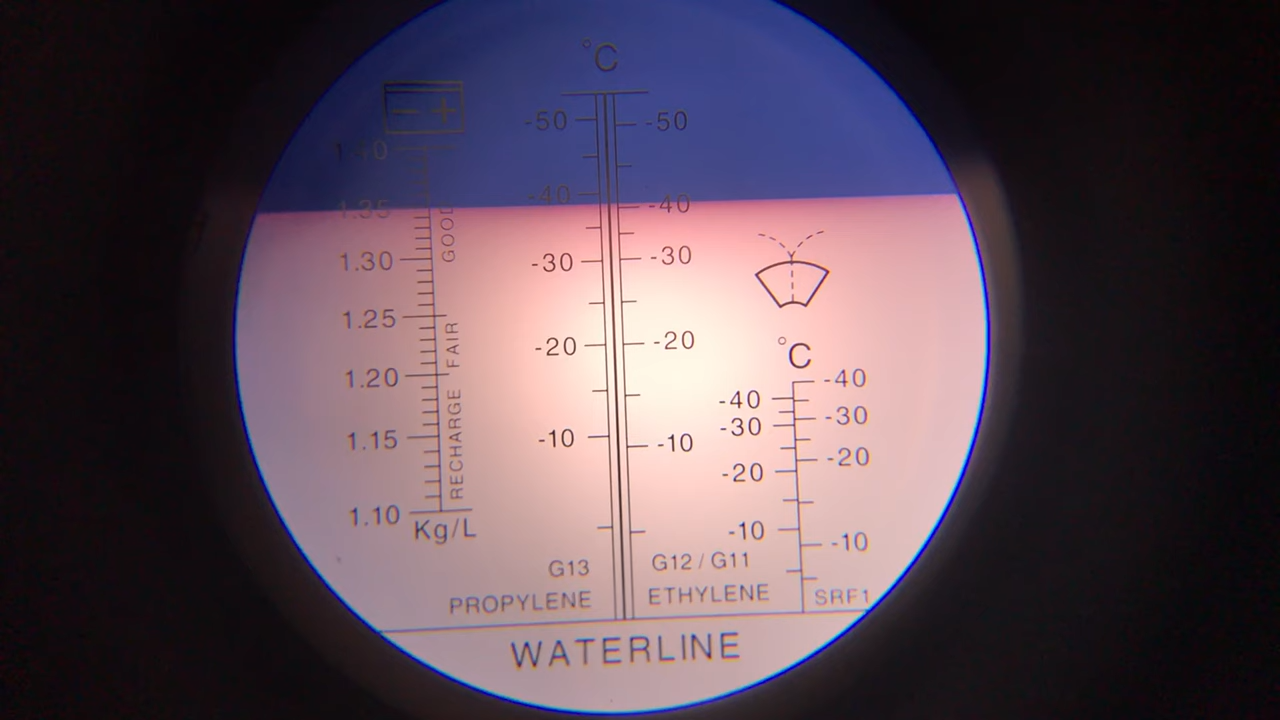 °C
- +
-50 -50
1.40
-40 -40
1.35
GOOD
1.30 -30 -30
1.25
FAIR
-20 -20
°C
1.20 -40
-40
RECHARGE
-30 -30
1.15 -10 -10
-20 -20
1.10
Kg/L
-10 -10
G13 G12/G11
PROPYLENE ETHYLENE SRF1
WATERLINE